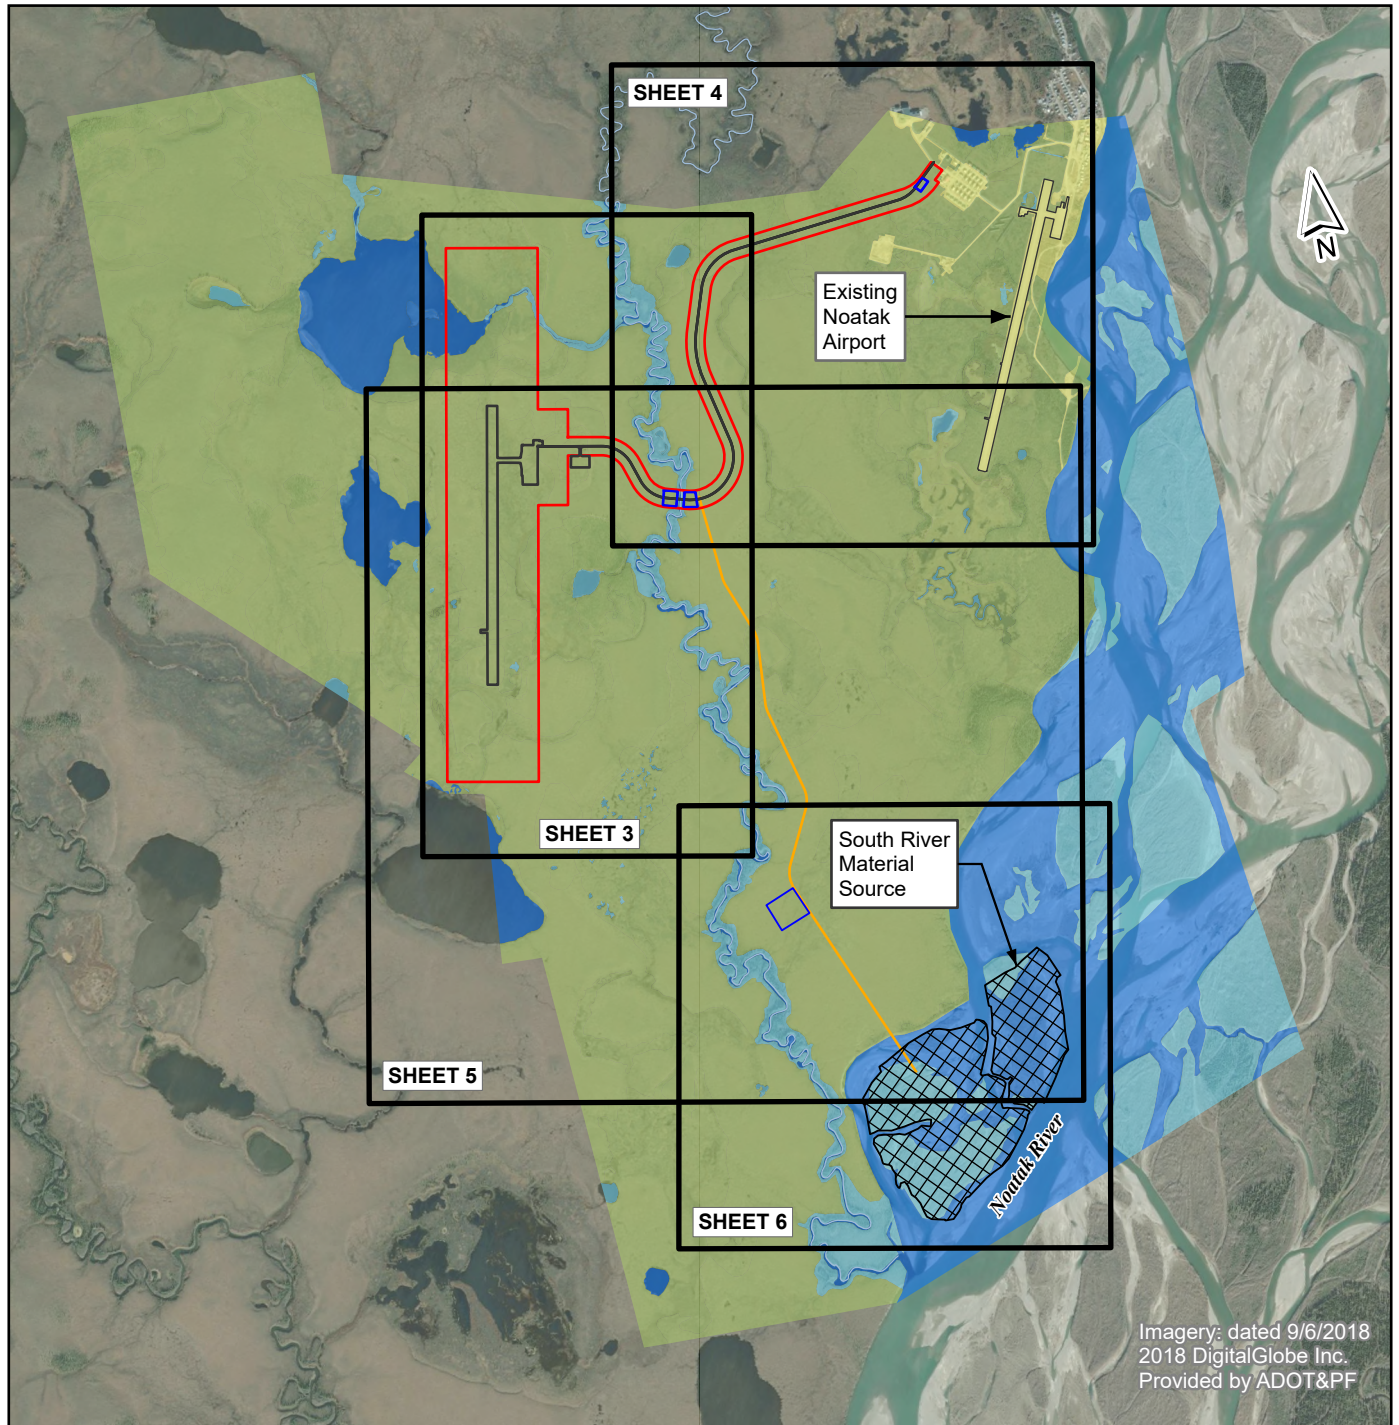 SHEET 4
N
Existing
Noatak
Airport
SHEET 3
South River
Material
Source
SHEET 5
Noatak River
SHEET 6
Imagery: dated 9/6/2018
2018 DigitalGlobe Inc.
Provided by ADOT&PF